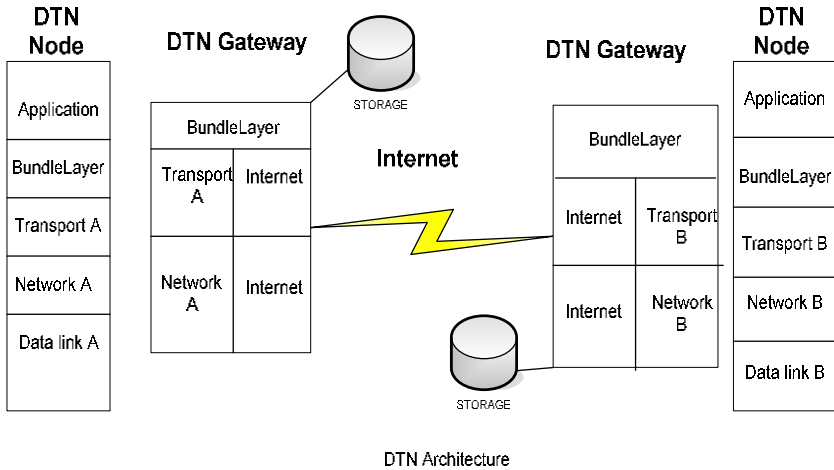 DTN
Node
Application
BundleLayer
Transport A
Network A
Data link A
DTN Gateway
STORAGE
BundleLayer
Transport
A
Internet
Network
A
Internet
Internet
DTN Gateway
BundleLayer
Internet
Transport
B
Internet
Network
B
STORAGE
DTN
Node
Application
BundleLayer
Transport B
Network B
Data link B
DTN Architecture